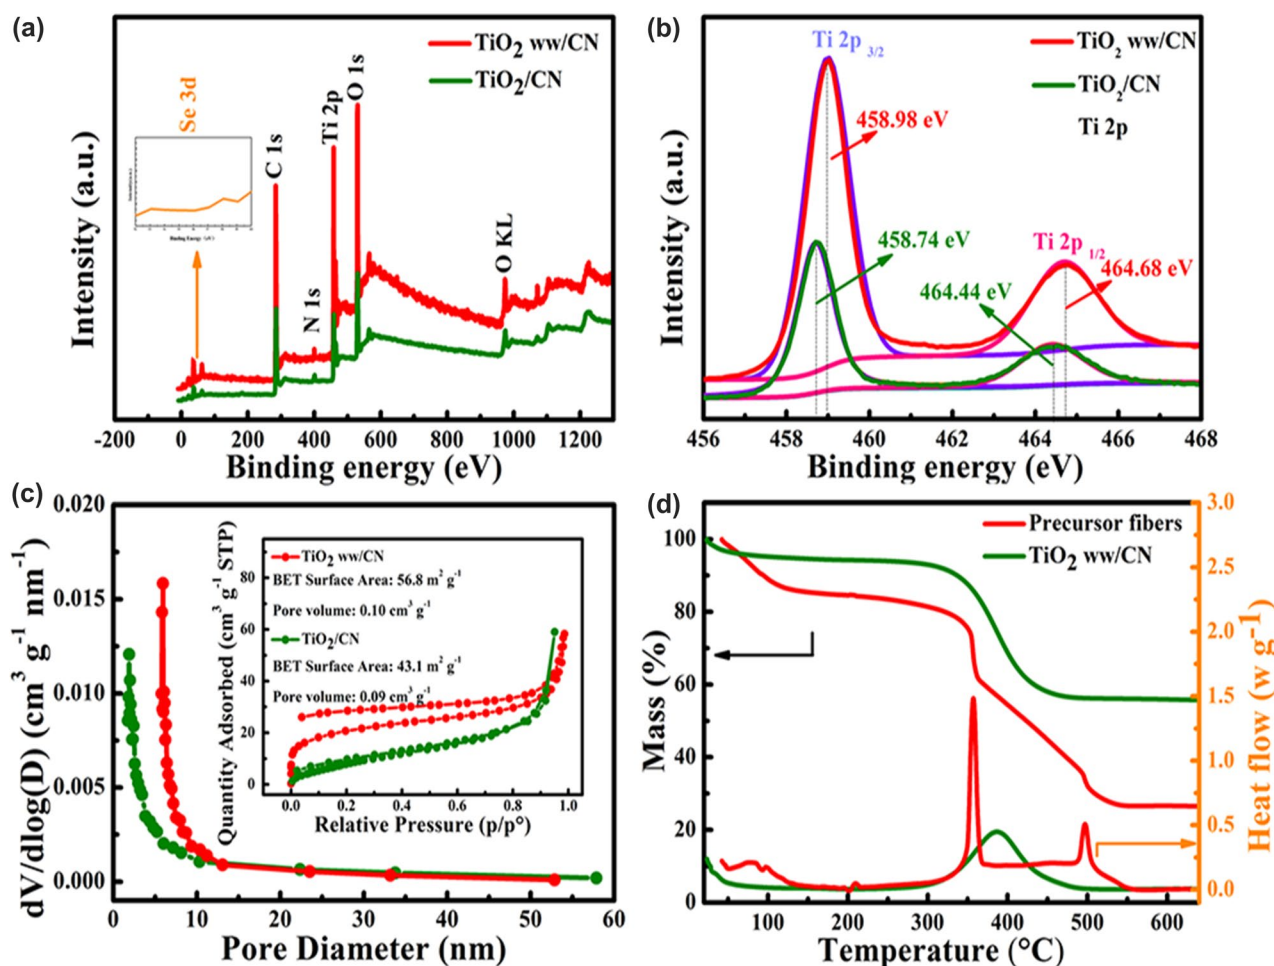 (a)
TiO2 ww/CN
TiO2/CN
Se 3d
C 1s
N 1s
Ti 2p
O 1s
O KL
Intensity (a.u.)
-200 0 200 400 600 800 1000 1200
Binding energy (eV)
(b)
Ti 2p 3/2
TiO2 ww/CN
TiO2/CN
Ti 2p
458.98 eV
458.74 eV
Ti 2p 1/2
464.68 eV
464.44 eV
Intensity (a.u.)
456 458 460 462 464 466 468
Binding energy (eV)
(c)
0.020
0.015
0.010
0.005
0.000
dV/dlog(D) (cm3 g-1 nm-1)
0 10 20 30 40 50 60
Pore Diameter (nm)
Quantity Adsorbed (cm3 g-1 STP)
80
60
40
20
0
TiO2 ww/CN
BET Surface Area: 56.8 m2 g-1
Pore volume: 0.10 cm3 g-1
TiO2/CN
BET Surface Area: 43.1 m2 g-1
Pore volume: 0.09 cm3 g-1
0.0 0.2 0.4 0.6 0.8 1.0
Relative Pressure (p/p°)
(d)
Precursor fibers
TiO2 ww/CN
Mass (%)
100
80
60
40
20
0
100 200 300 400 500 600
Temperature (°C)
3.0
2.5
2.0
1.5
1.0
0.5
0.0
Heat flow (w g-1)